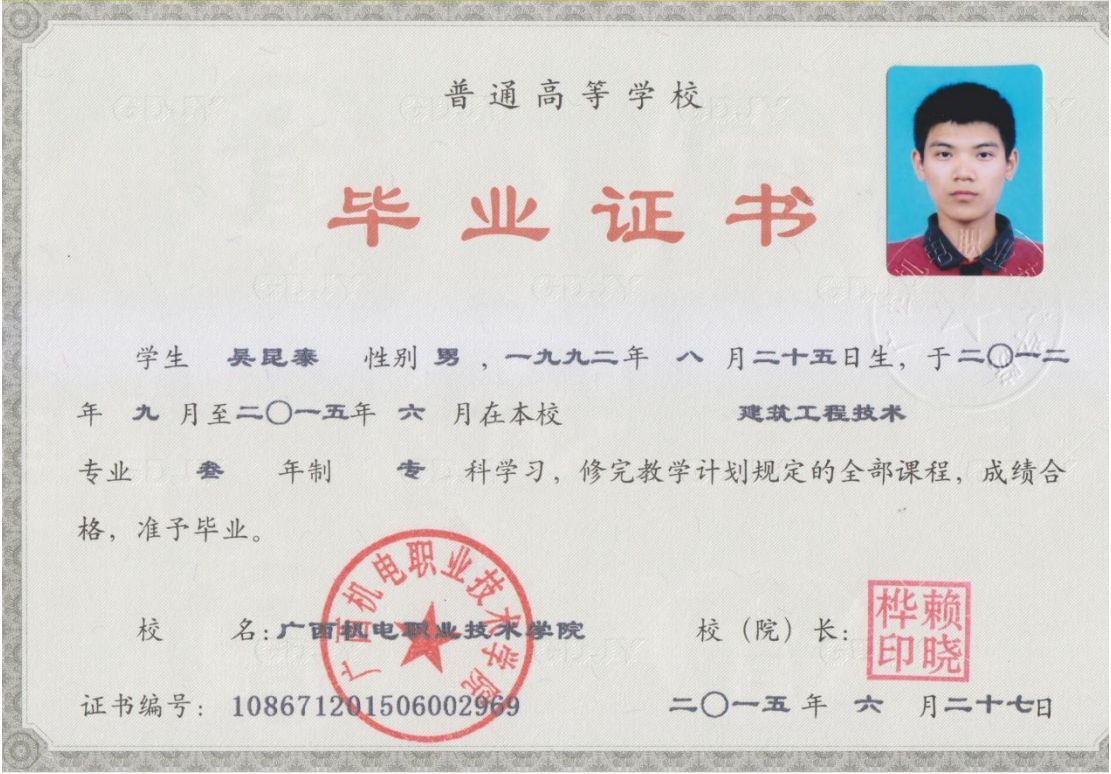 普通高等学校
毕业证书
学生 吴昆泰 性别 男 ，一九九二年 八 月二十五日生，于二〇一二
年 九 月至二〇一五年 六 月在本校 建筑工程技术
专业 叁 年制 专 科学习，修完教学计划规定的全部课程，成绩合
格，准予毕业。
广西机电职业技术学院
校 名：广西机电职业技术学院 校（院）长：
赖晓桦印
证书编号：108671201506002969 二〇一五年 六 月二十七日
GDJY
GDJY
GDJY
GDJY